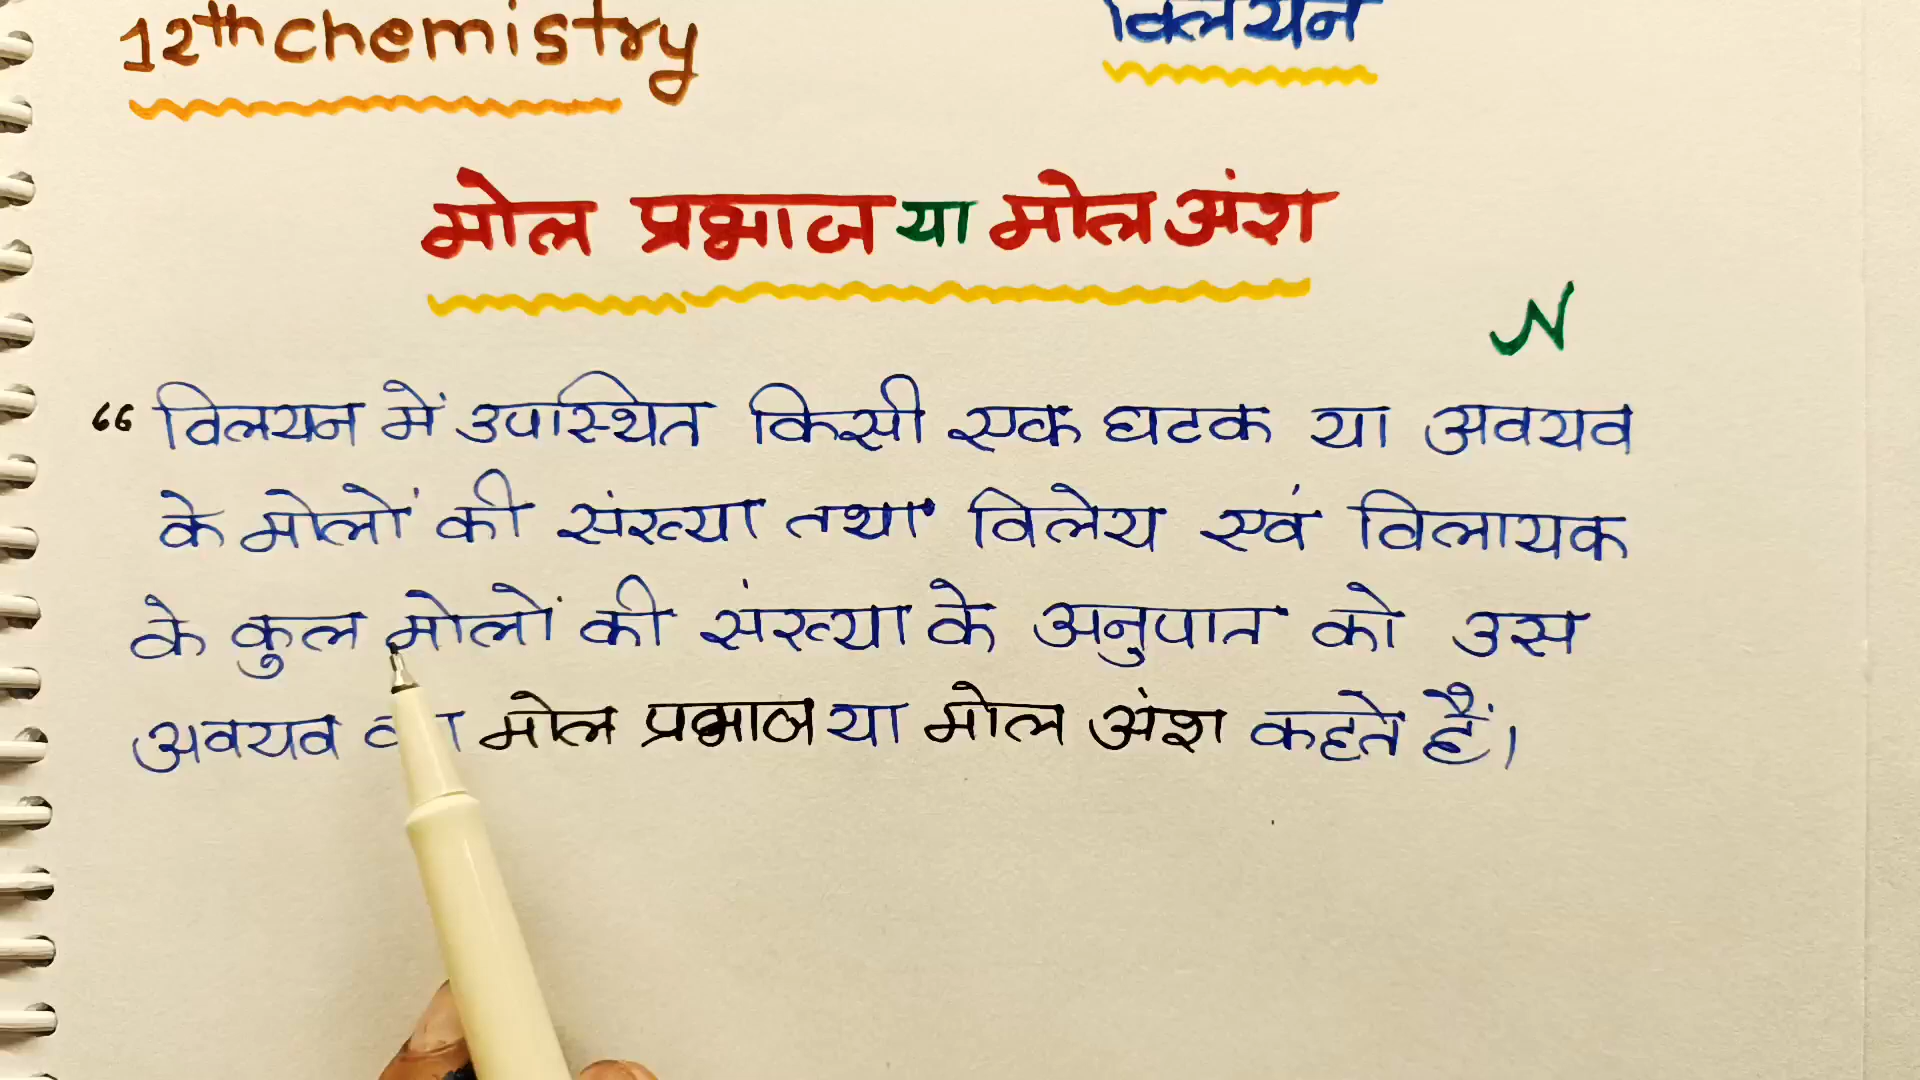 12th chemistry
विलयन
मोल प्रभाज या मोल अंश
N
“ विलयन में उपस्थित किसी एक घटक या अवयव
के मोलों की संख्या तथा विलेय एवं विलायक
के कुल मोलों की संख्या के अनुपात को उस
अवयव का मोल प्रभाज या मोल अंश कहते हैं।